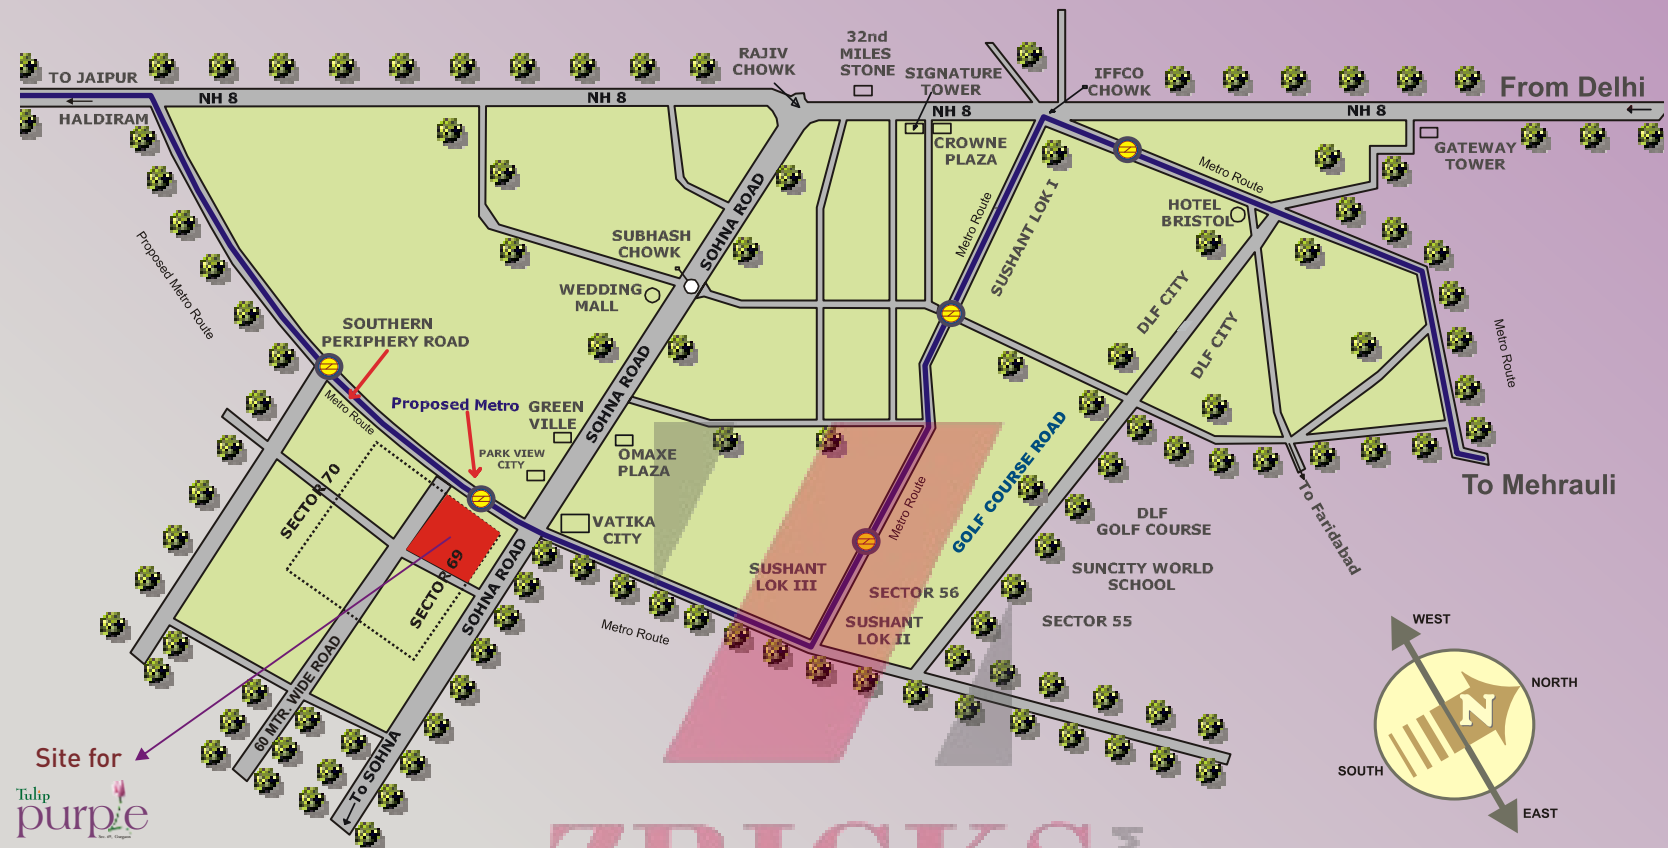 RAJIV
CHOWK
32nd
MILES
STONE
SIGNATURE
TOWER
IFFCO
CHOWK
From Delhi
TO JAIPUR
HALDIRAM
NH 8
NH 8
NH 8
NH 8
CROWNE
PLAZA
GATEWAY
TOWER
Metro Route
HOTEL
BRISTOL
SUSHANT LOK I
Metro Route
SOHNA ROAD
SUBHASH
CHOWK
WEDDING
MALL
Proposed Metro Route
SOUTHERN
PERIPHERY ROAD
DLF CITY
DLF CITY
Metro Route
Metro Route
Proposed Metro
GREEN
VILLE
SOHNA ROAD
PARK VIEW
CITY
OMAXE
PLAZA
VATIKA
CITY
GOLF COURSE ROAD
Metro Route
To Mehrauli
To Faridabad
DLF
GOLF COURSE
SUNCITY WORLD
SCHOOL
SECTOR 55
SECTOR 56
SUSHANT
LOK III
SUSHANT
LOK II
SECTOR 70
SECTOR 69
SOHNA ROAD
Metro Route
60 MTR. WIDE ROAD
To SOHNA
Site for
Tulip
purple
WEST
NORTH
N
SOUTH
EAST
ZRICKS